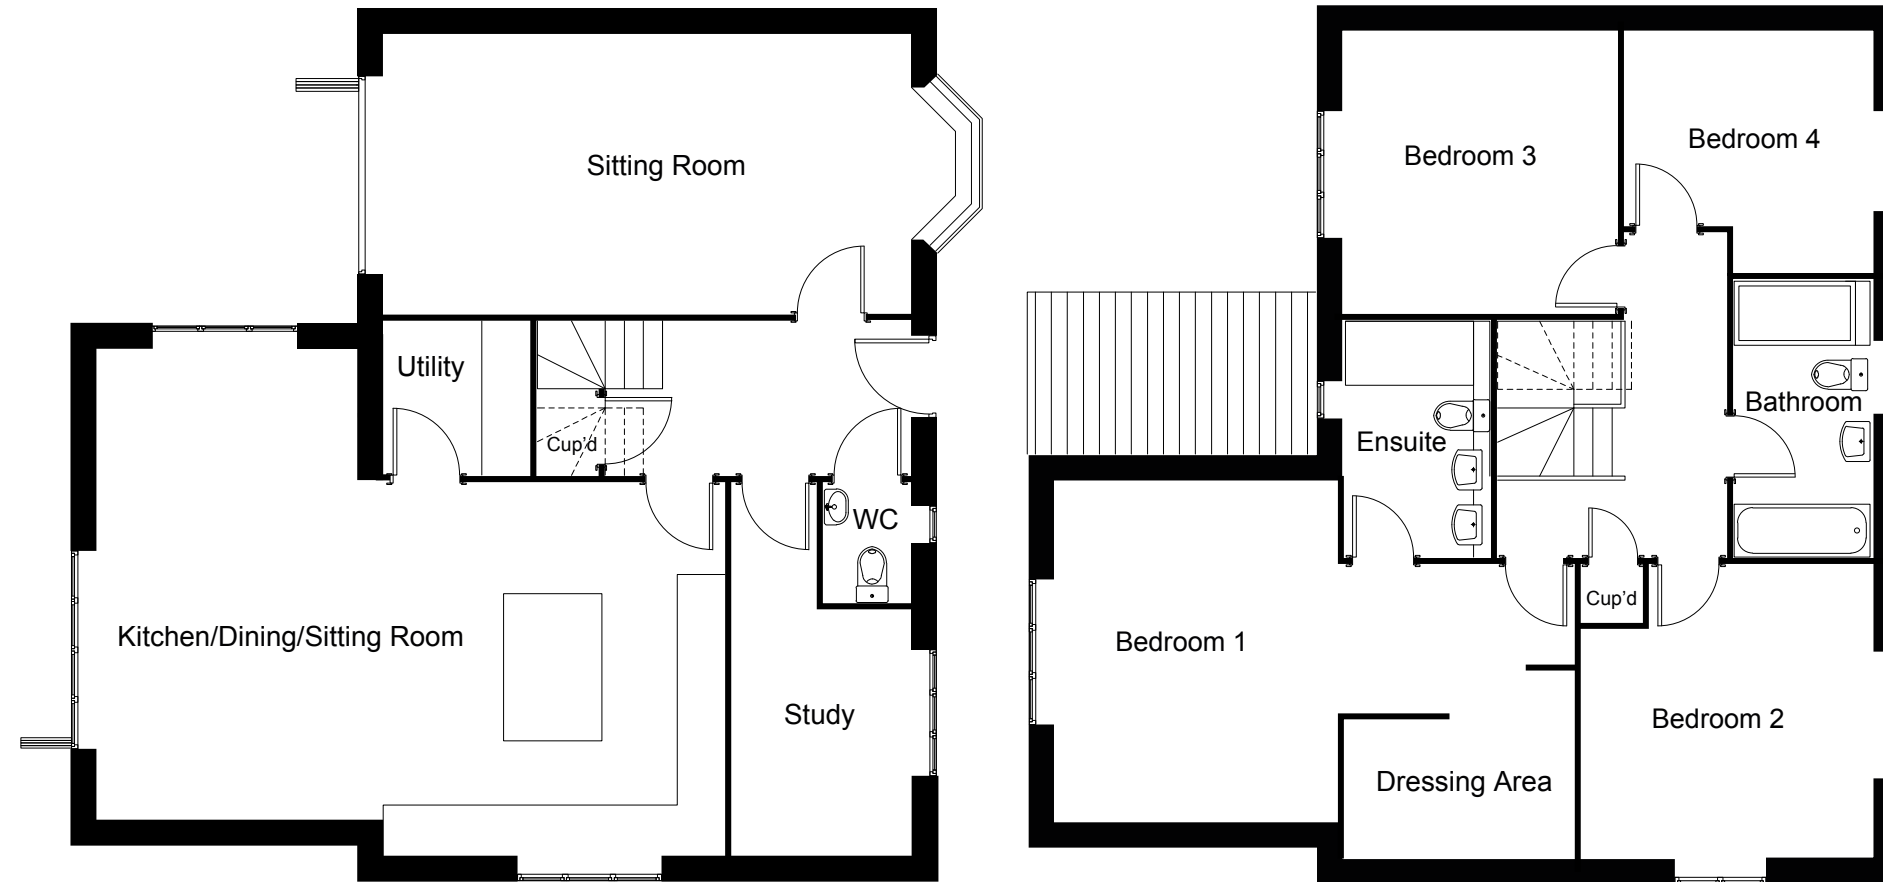 Sitting Room
Utility
Cup'd
WC
Kitchen/Dining/Sitting Room
Study
Bedroom 3
Bedroom 4
Bathroom
Ensuite
Cup'd
Bedroom 1
Bedroom 2
Dressing Area